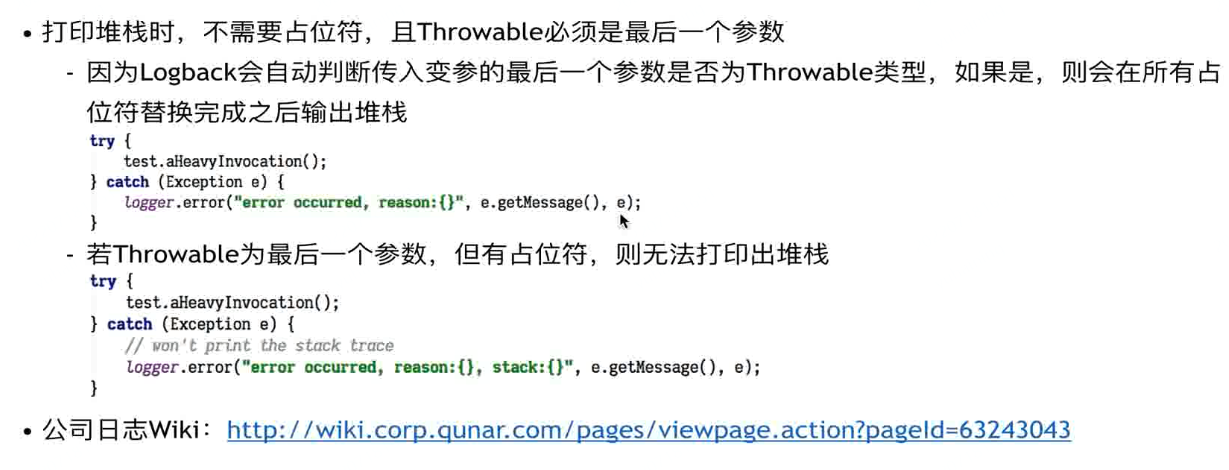 • 打印堆栈时，不需要占位符，且Throwable必须是最后一个参数
- 因为Logback会自动判断传入变参的最后一个参数是否为Throwable类型，如果是，则会在所有占
位符替换完成之后输出堆栈
try {
    test.aHeavyInvocation();
} catch (Exception e) {
    logger.error("error occurred, reason:{}", e.getMessage(), e);
}
- 若Throwable为最后一个参数，但有占位符，则无法打印出堆栈
try {
    test.aHeavyInvocation();
} catch (Exception e) {
    // won't print the stack trace
    logger.error("error occurred, reason:{}, stack:{}", e.getMessage(), e);
}
• 公司日志Wiki：http://wiki.corp.qunar.com/pages/viewpage.action?pageId=63243043